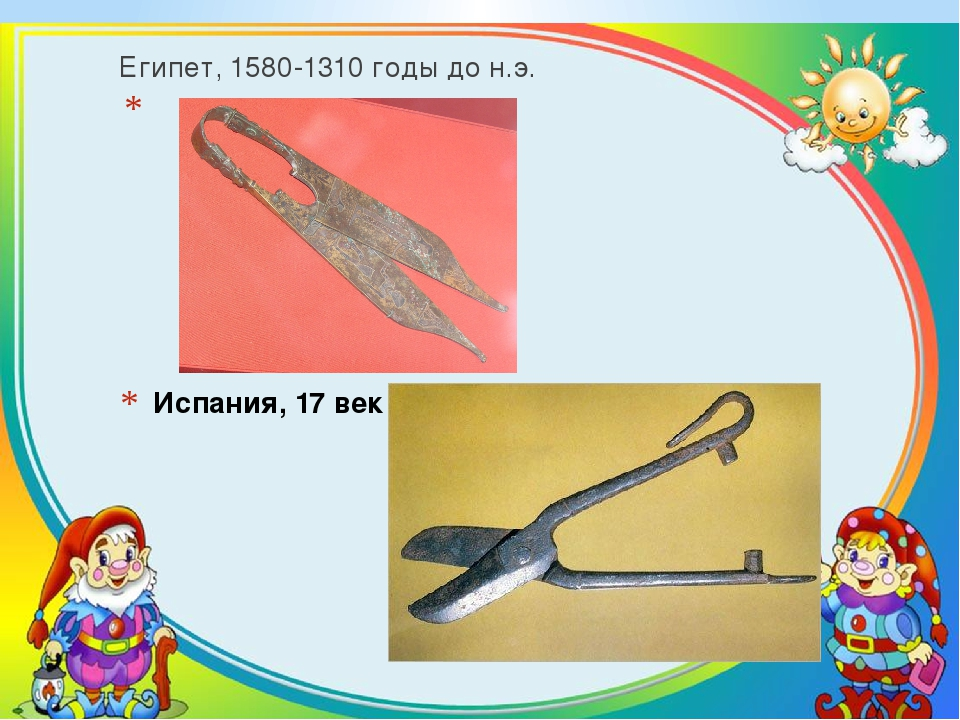 Египет, 1580-1310 годы до н.э.
*
* Испания, 17 век